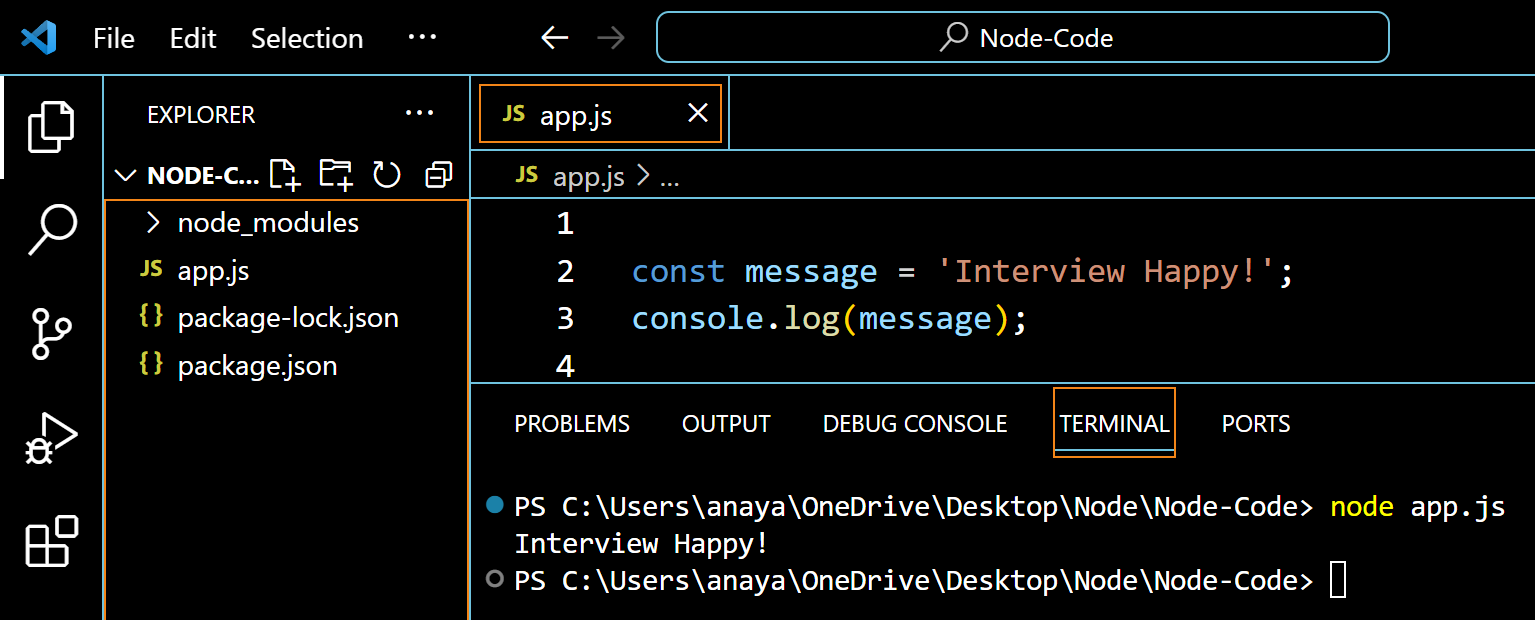 File Edit Selection ··· Node-Code
EXPLORER ···
NODE-C...
node_modules
JS app.js
{} package-lock.json
{} package.json
JS app.js
JS app.js > ...
1
2 const message = 'Interview Happy!';
3 console.log(message);
4
PROBLEMS OUTPUT DEBUG CONSOLE TERMINAL PORTS
PS C:\Users\anaya\OneDrive\Desktop\Node\Node-Code> node app.js
Interview Happy!
PS C:\Users\anaya\OneDrive\Desktop\Node\Node-Code>